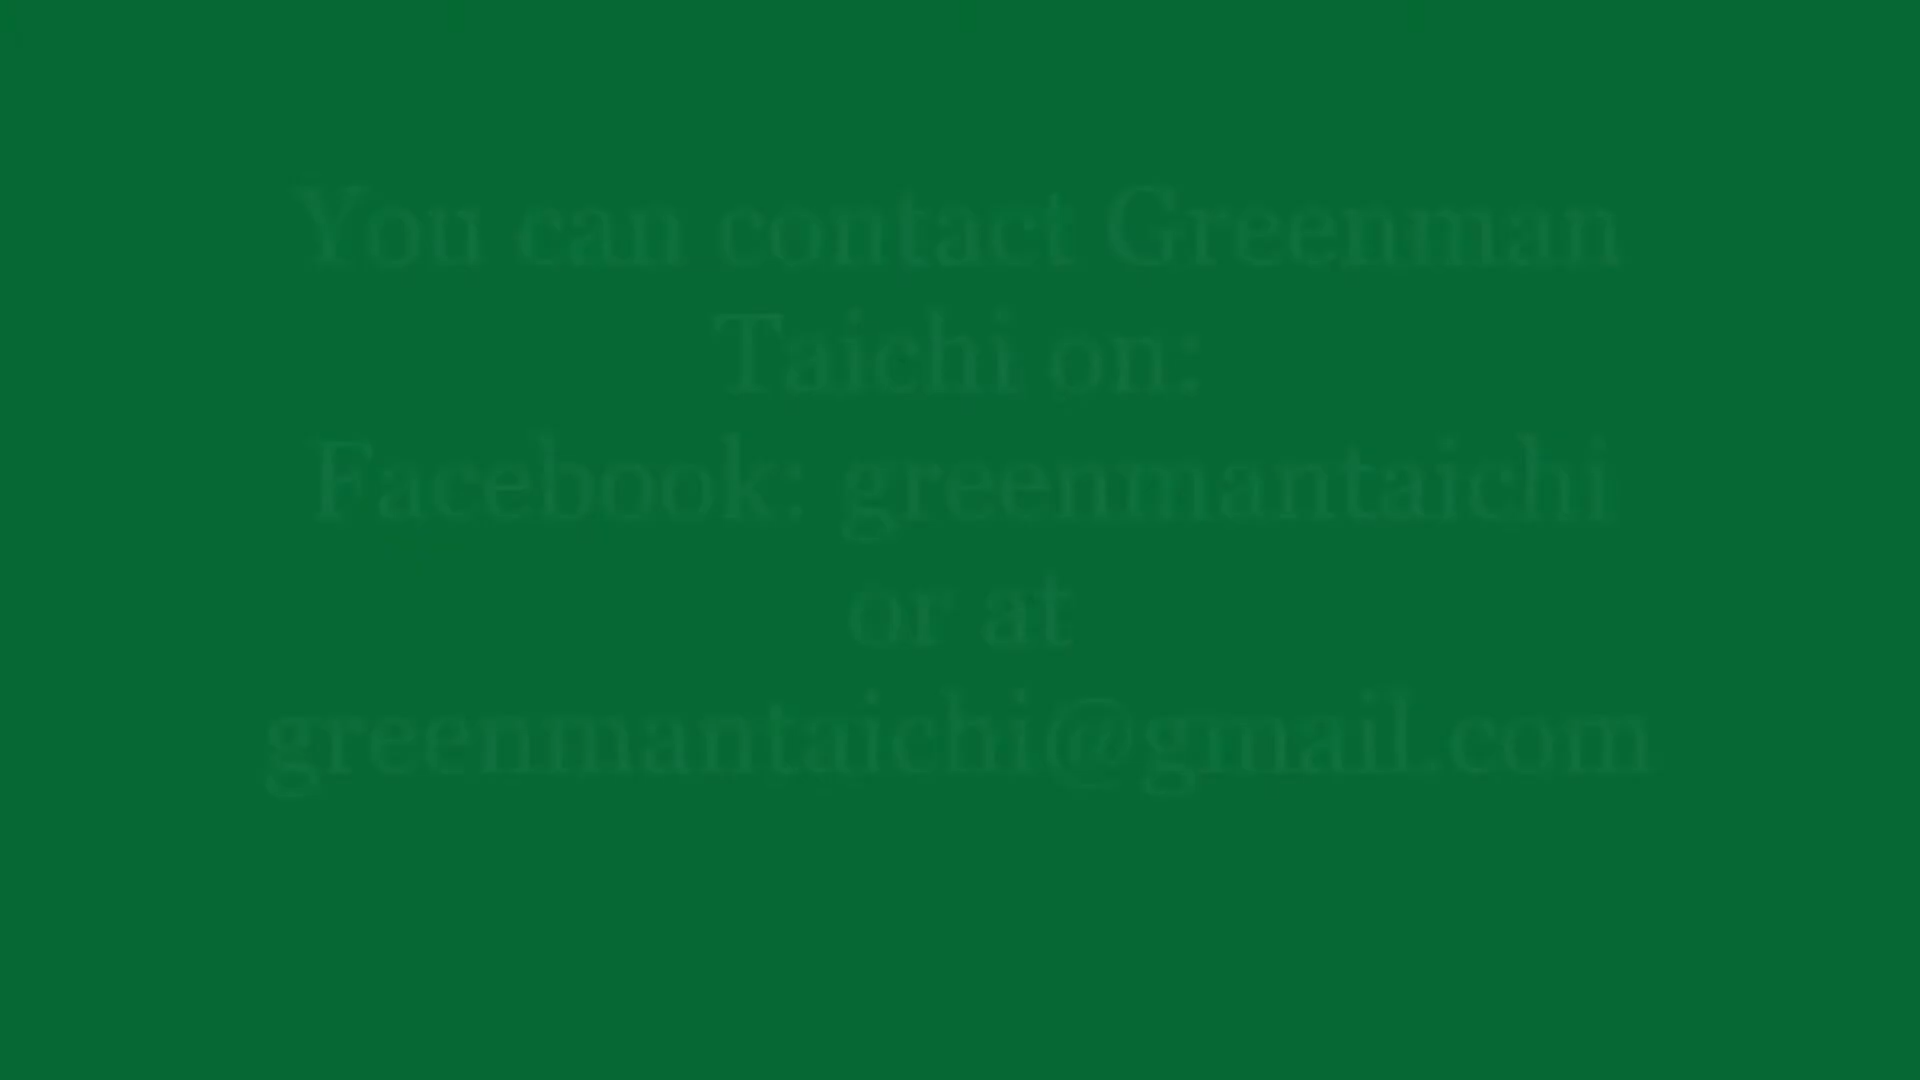 You can contact Greenman
Taichi on:
Facebook: greenmantaichi
or at
greenmantaichi@gmail.com